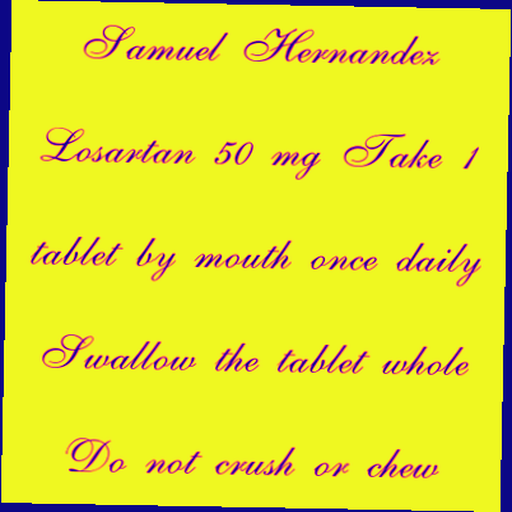 Samuel Hernandez
Losartan 50 mg Take 1
tablet by mouth once daily
Swallow the tablet whole
Do not crush or chew